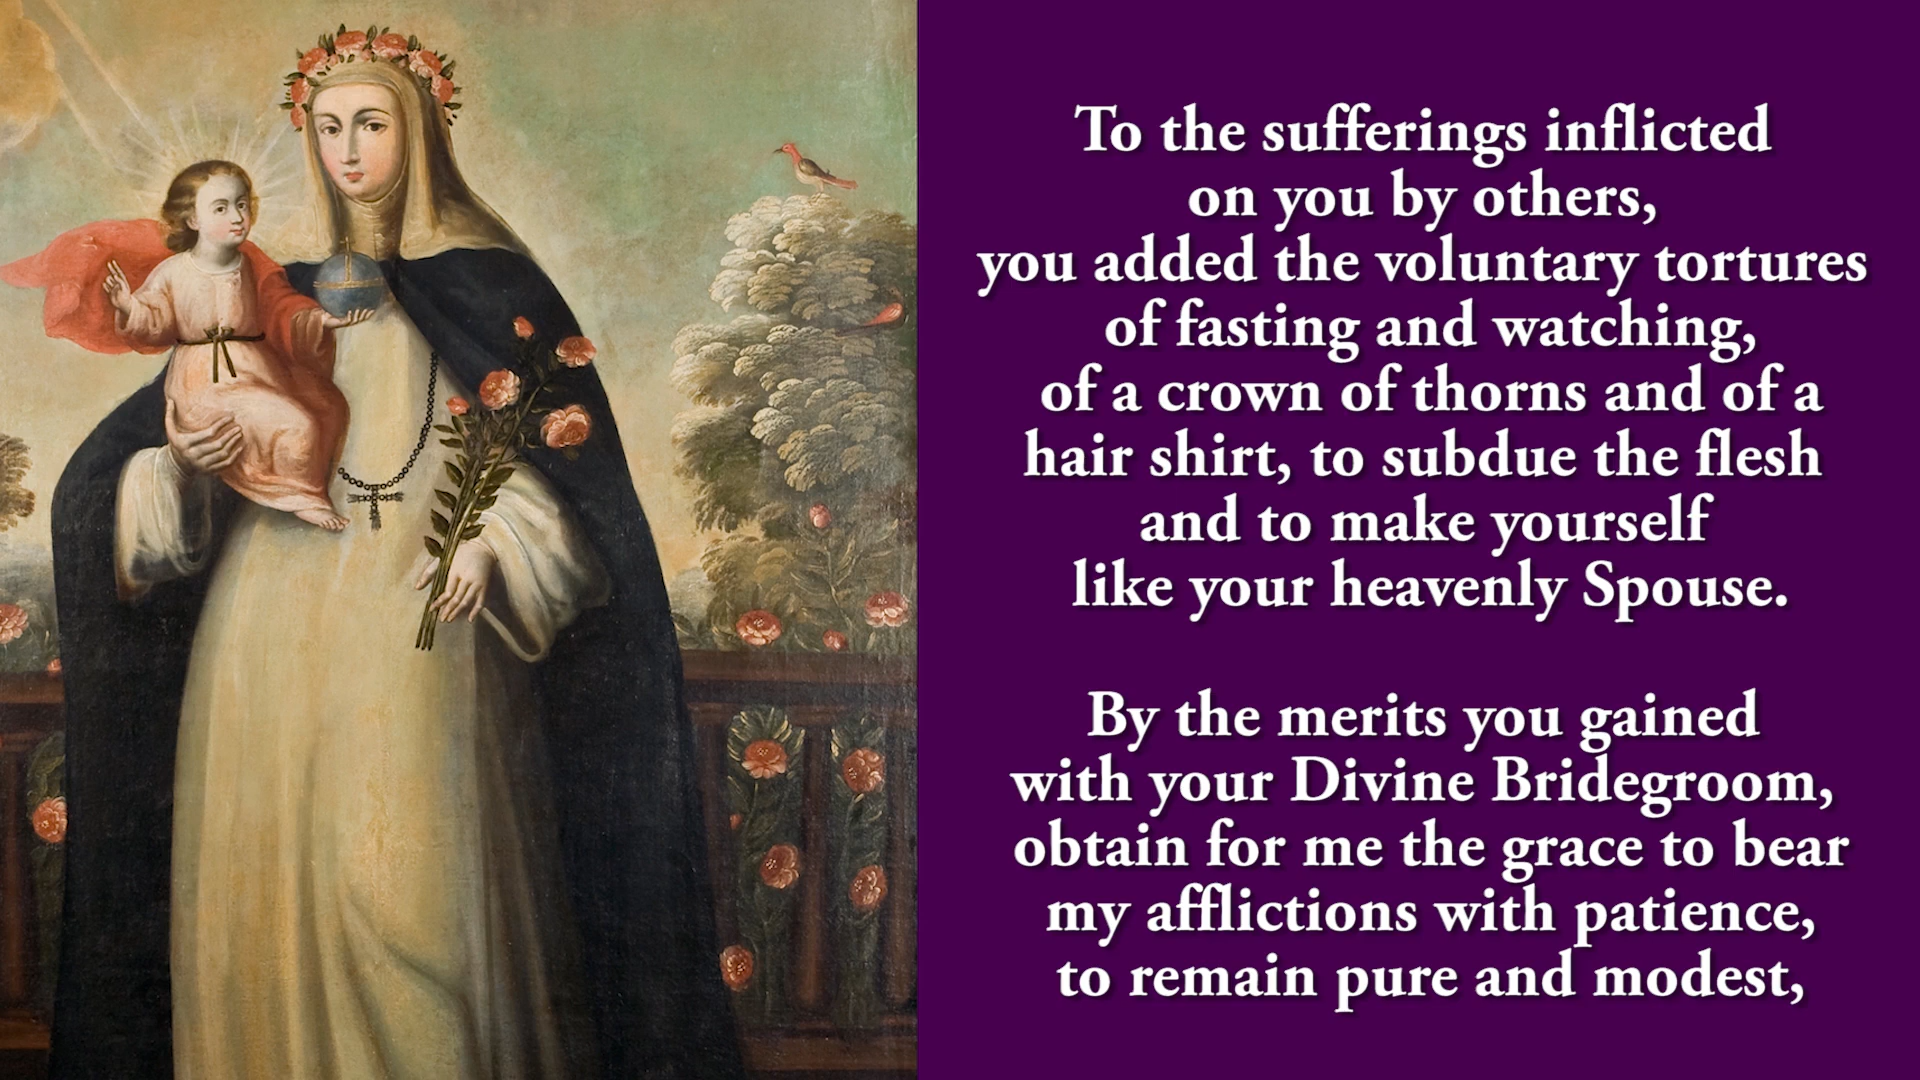 To the sufferings inflicted
on you by others,
you added the voluntary tortures
of fasting and watching,
of a crown of thorns and of a
hair shirt, to subdue the flesh
and to make yourself
like your heavenly Spouse.
By the merits you gained
with your Divine Bridegroom,
obtain for me the grace to bear
my afflictions with patience,
to remain pure and modest,